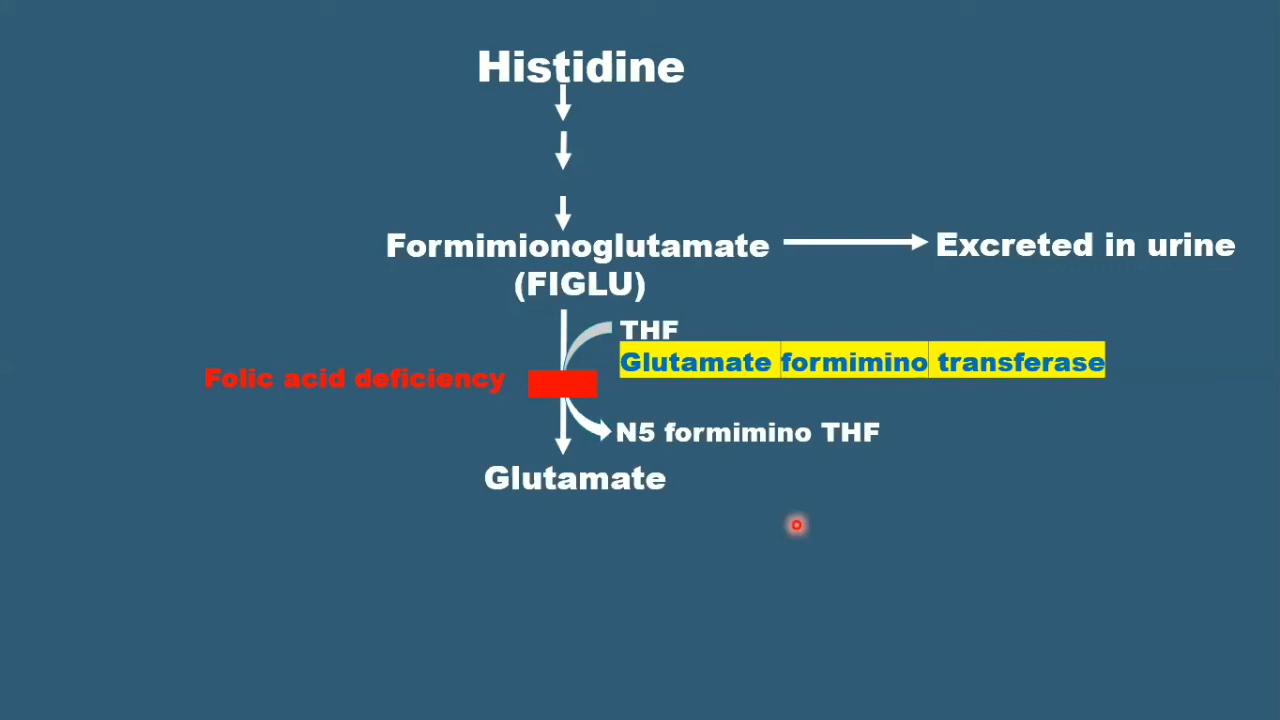 Histidine
Formimionoglutamate
(FIGLU)
Excreted in urine
THF
Glutamate formimino transferase
Folic acid deficiency
N5 formimino THF
Glutamate